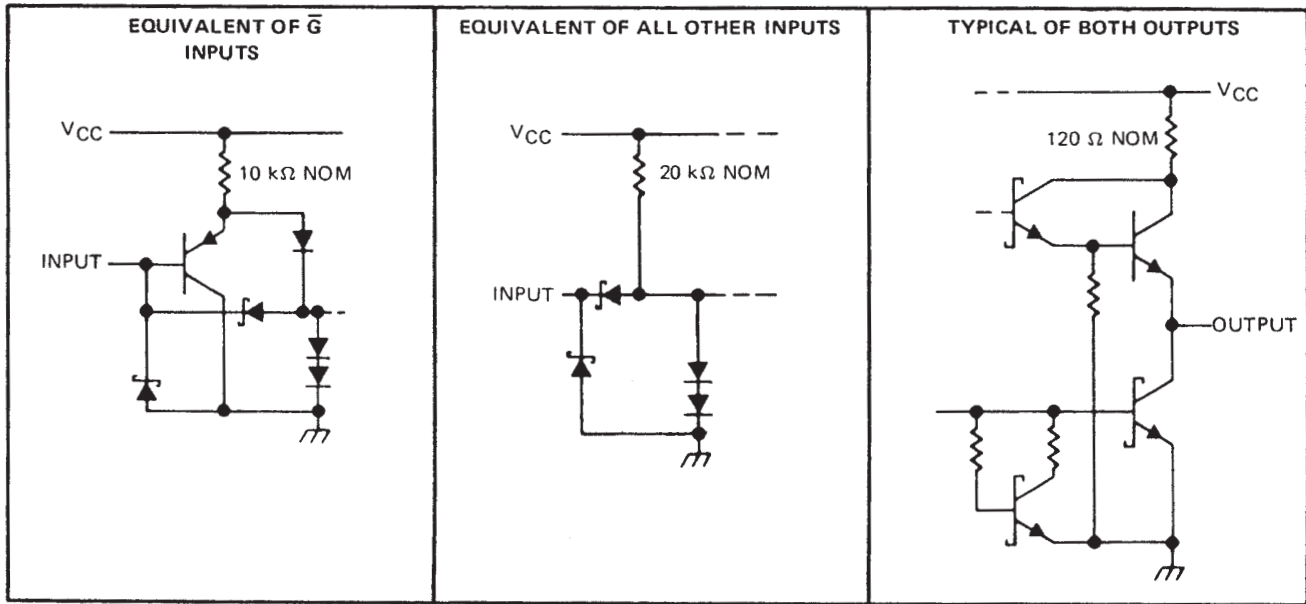 EQUIVALENT OF G̅
INPUTS
VCC
10 kΩ NOM
INPUT
EQUIVALENT OF ALL OTHER INPUTS
VCC
20 kΩ NOM
INPUT
TYPICAL OF BOTH OUTPUTS
VCC
120 Ω NOM
OUTPUT